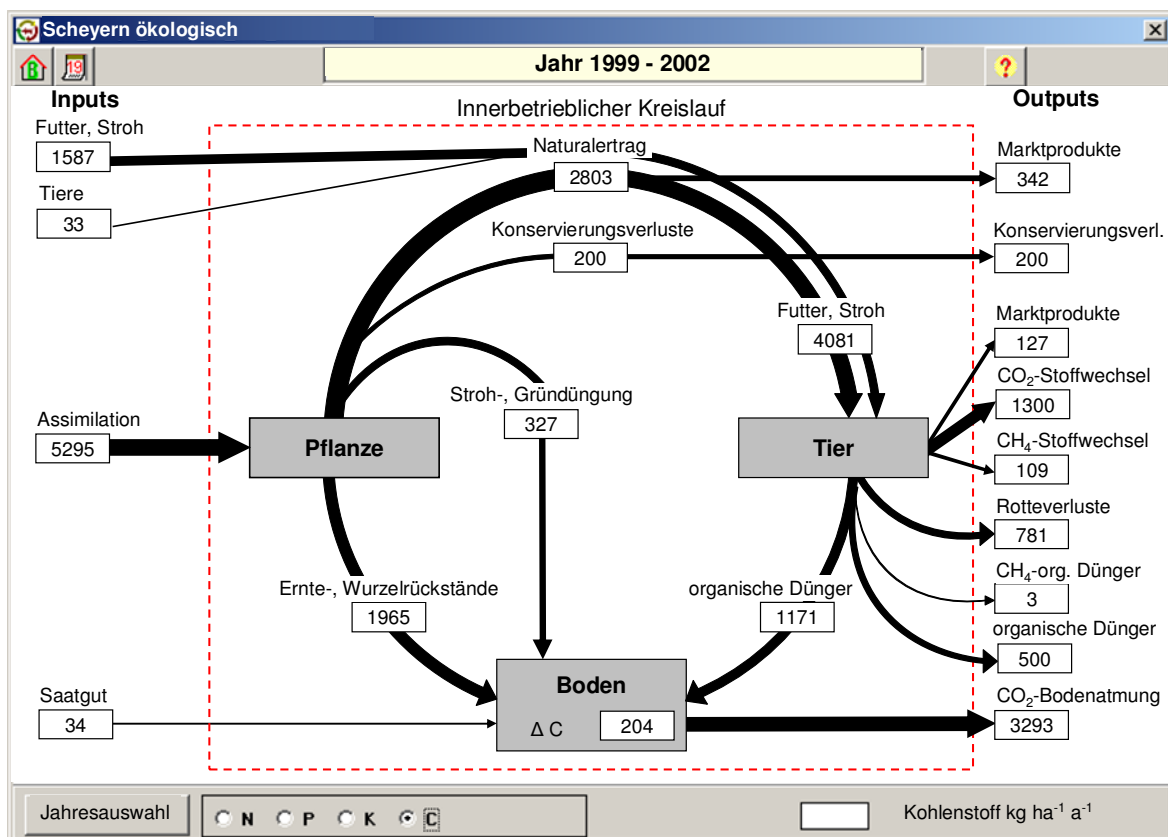 Scheyern ökologisch
19
Jahr 1999 - 2002
?
Inputs
Innerbetrieblicher Kreislauf
Outputs
Futter, Stroh
1587
Naturalertrag
2803
Marktprodukte
342
Tiere
33
Konservierungsverluste
200
Konservierungsverl.
200
Futter, Stroh
4081
Marktprodukte
127
CO₂-Stoffwechsel
1300
Stroh-, Gründüngung
327
Assimilation
5295
Pflanze
Tier
CH₄-Stoffwechsel
109
Rotteverluste
781
Ernte-, Wurzelrückstände
1965
organische Dünger
1171
CH₄-org. Dünger
3
organische Dünger
500
Boden
Δ C 204
Saatgut
34
CO₂-Bodenatmung
3293
Jahresauswahl
N P K C
Kohlenstoff kg ha⁻¹ a⁻¹